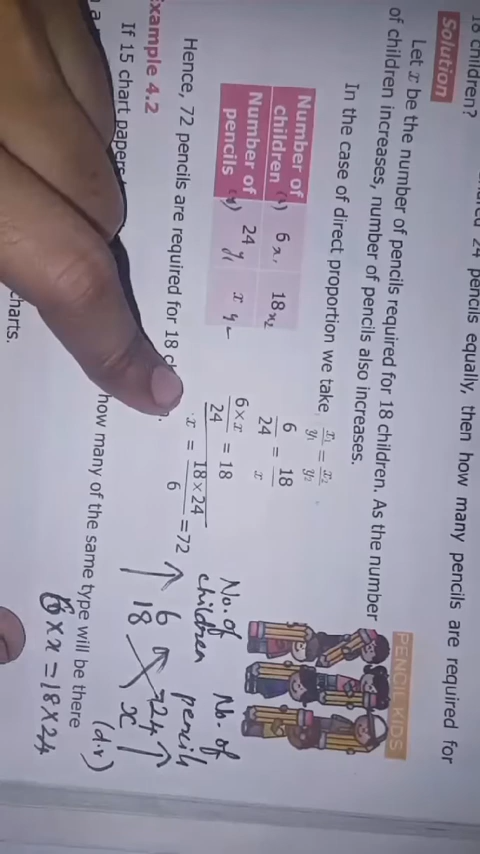 24 pencils equally, then how many pencils are required for
18 children?
Solution
Let x be the number of pencils required for 18 children. As the number
of children increases, number of pencils also increases.
In the case of direct proportion we take x₁/y₁ = x₂/y₂
PENCIL KIDS
Number of children (x) 6 x₁ 18 x₂
Number of pencils (y) 24 y₁ x y₂
6/24 = 18/x
6 × x/24 = 18
x = 18 × 24/6 = 72
Hence, 72 pencils are required for 18
No. of children No. of pencils
6 24
18 x
(d.v)
6 × x = 18 × 24
Example 4.2
If 15 chart papers
how many of the same type will be there
charts.